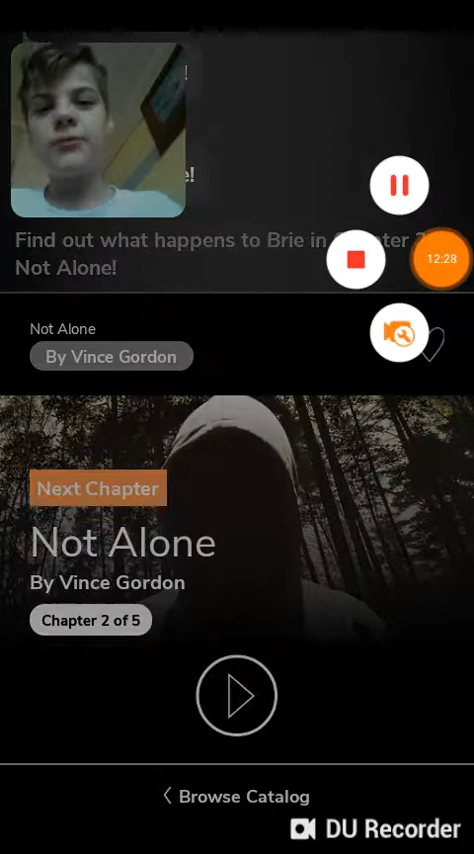 !
e!
Find out what happens to Brie in
Not Alone!
12:28
Not Alone
By Vince Gordon
Next Chapter
Not Alone
By Vince Gordon
Chapter 2 of 5
Browse Catalog
DU Recorder